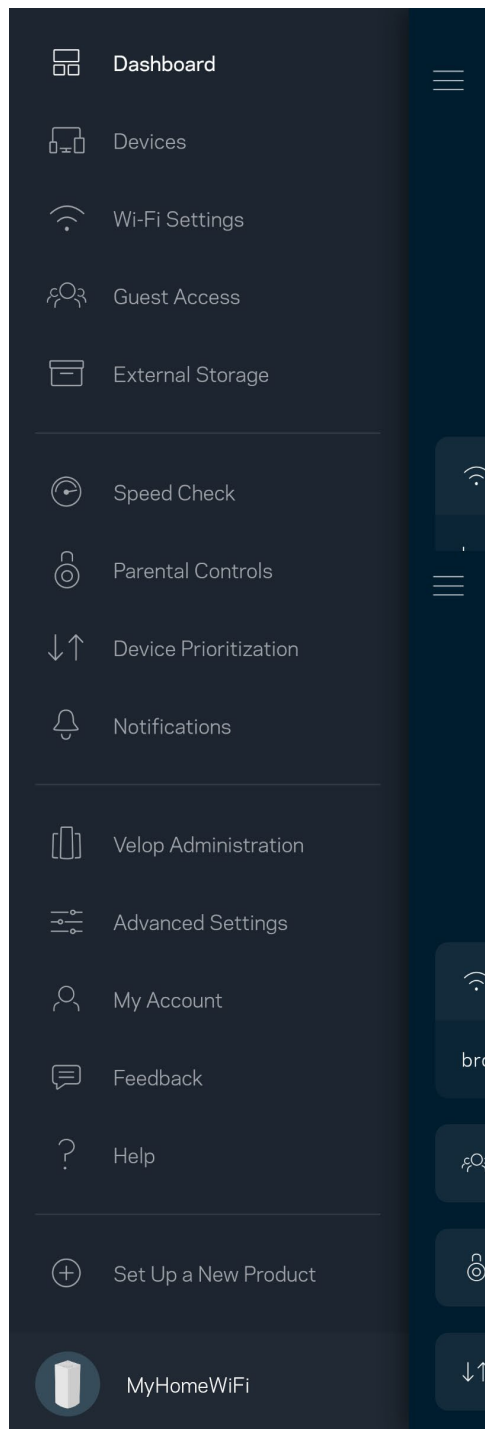 Dashboard
Devices
Wi-Fi Settings
Guest Access
External Storage
Speed Check
Parental Controls
Device Prioritization
Notifications
Velop Administration
Advanced Settings
My Account
bro
Feedback
Help
Set Up a New Product
MyHomeWiFi